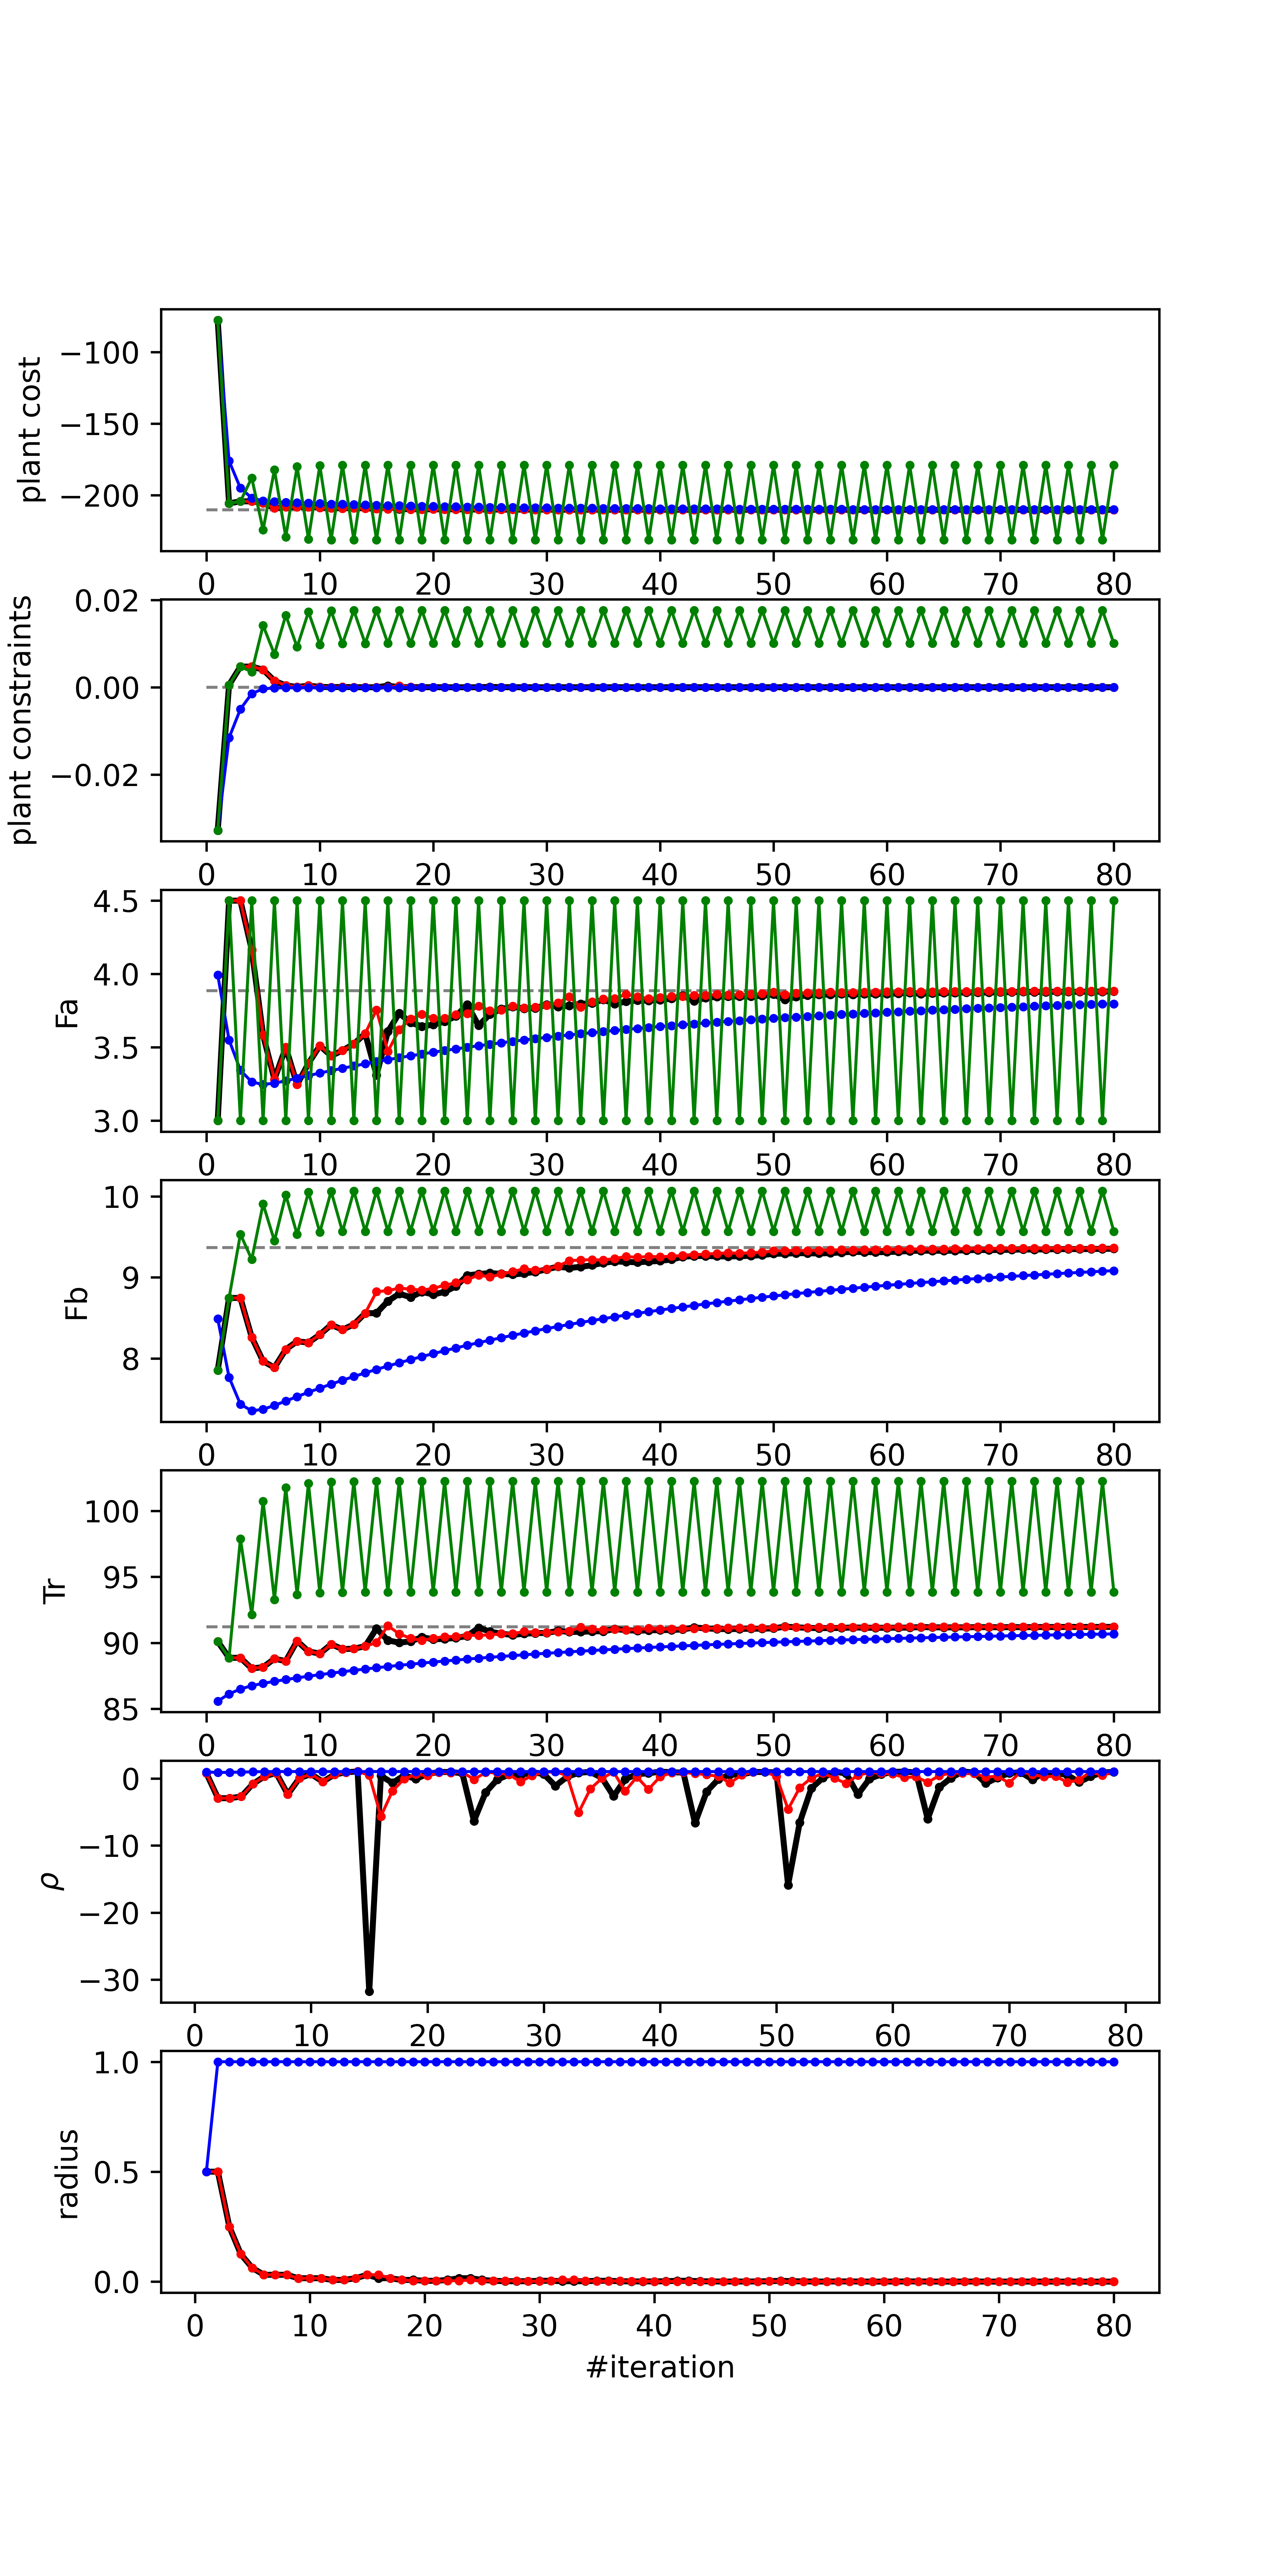 plant cost
−100
−150
−200
0 10 20 30 40 50 60 70 80
plant constraints
0.02
0.00
−0.02
0 10 20 30 40 50 60 70 80
Fa
4.5
4.0
3.5
3.0
0 10 20 30 40 50 60 70 80
Fb
10
9
8
0 10 20 30 40 50 60 70 80
Tr
100
95
90
85
0 10 20 30 40 50 60 70 80
ρ
0
−10
−20
−30
0 10 20 30 40 50 60 70 80
radius
1.0
0.5
0.0
0 10 20 30 40 50 60 70 80
#iteration